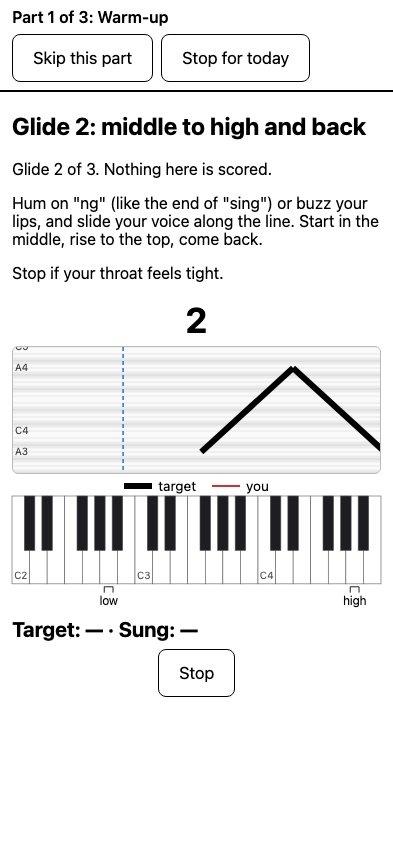 Part 1 of 3: Warm-up
Skip this part
Stop for today
Glide 2: middle to high and back
Glide 2 of 3. Nothing here is scored.
Hum on "ng" (like the end of "sing") or buzz your
lips, and slide your voice along the line. Start in the
middle, rise to the top, come back.
Stop if your throat feels tight.
2
A4
C4
A3
target you
C2 C3 C4
low high
Target: — · Sung: —
Stop